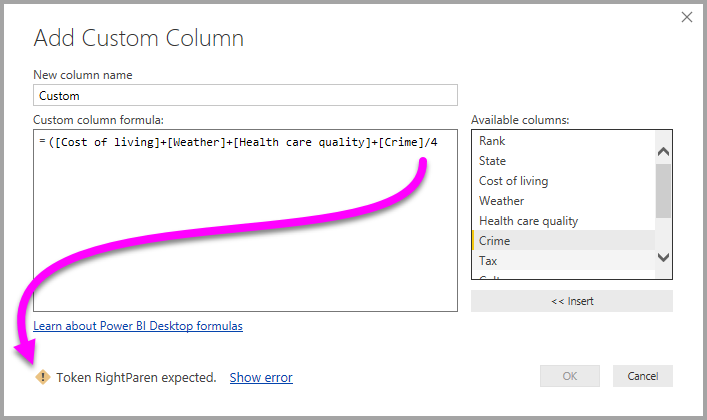 Add Custom Column
New column name
Custom
Custom column formula:
= ([Cost of living]+[Weather]+[Health care quality]+[Crime]/4
Available columns:
Rank
State
Cost of living
Weather
Health care quality
Crime
Tax
<< Insert
Learn about Power BI Desktop formulas
Token RightParen expected. Show error
OK
Cancel